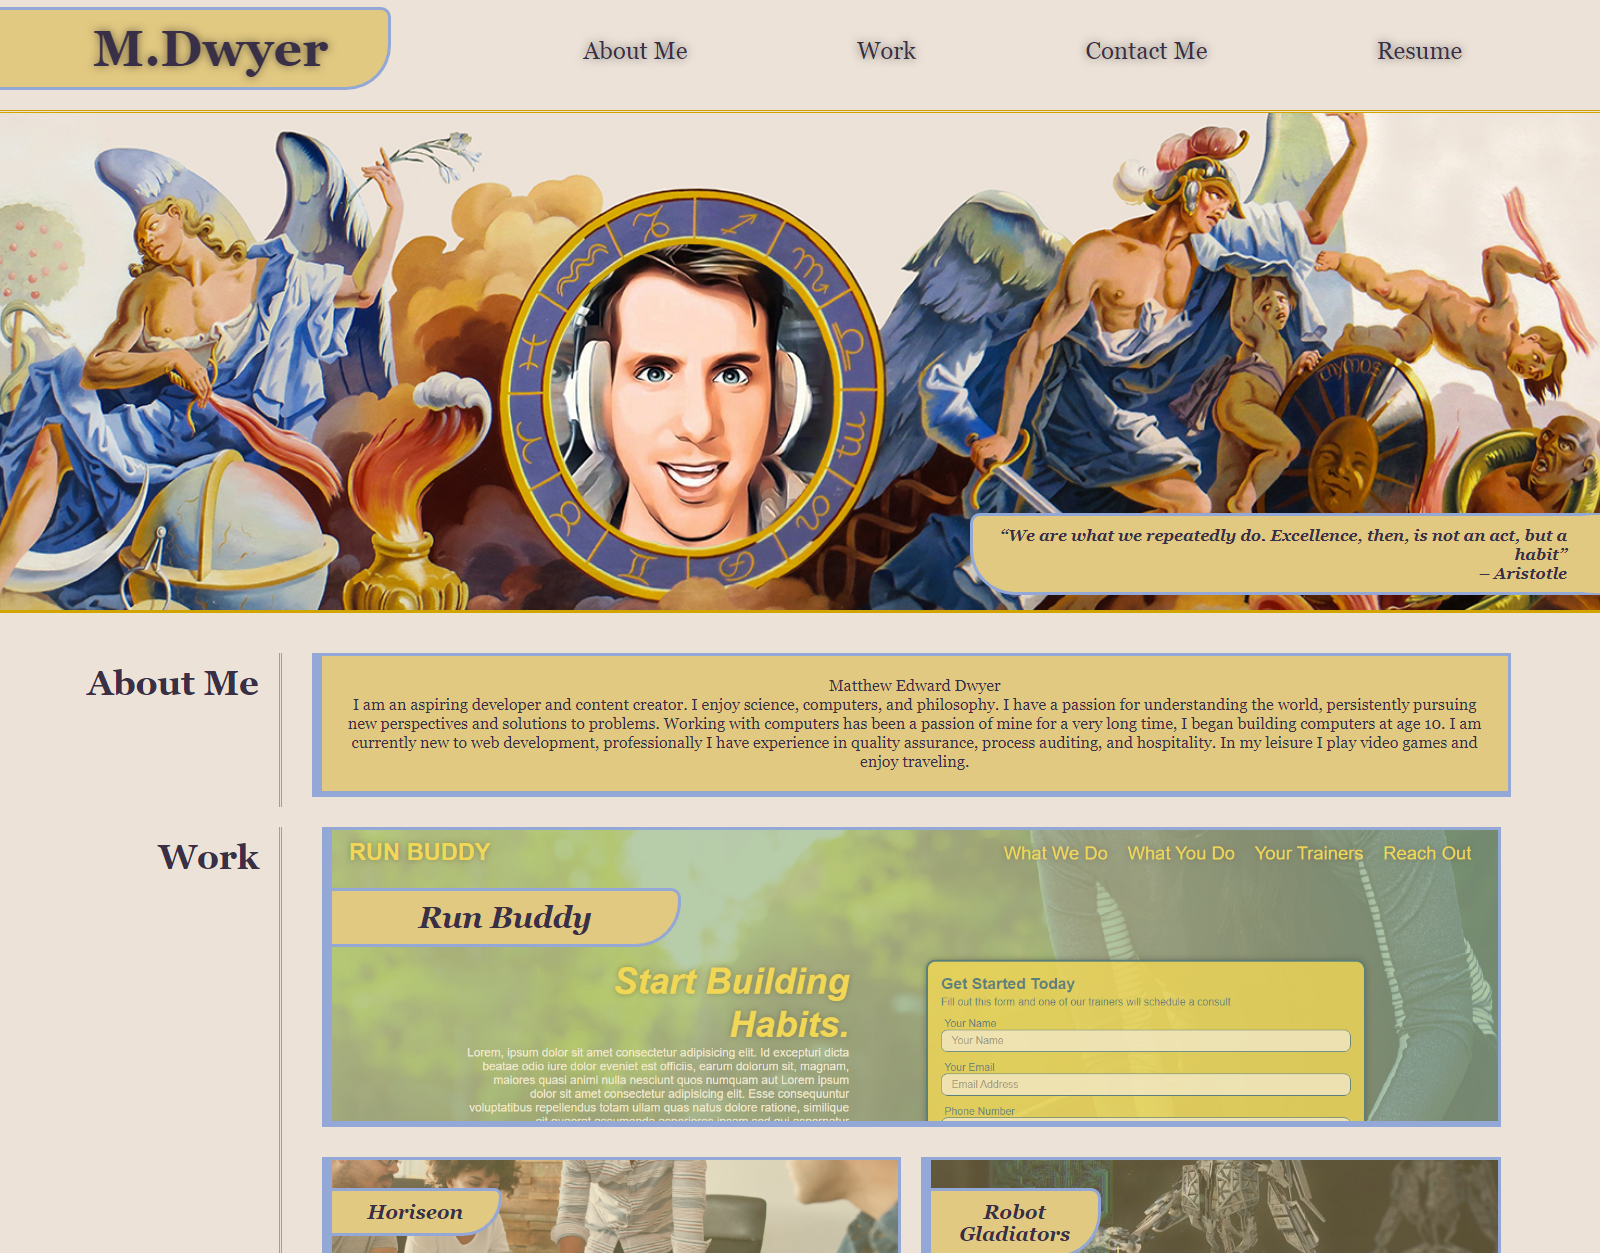 M.Dwyer
About Me
Work
Contact Me
Resume
“We are what we repeatedly do. Excellence, then, is not an act, but a
habit”
– Aristotle
About Me
Matthew Edward Dwyer
I am an aspiring developer and content creator. I enjoy science, computers, and philosophy. I have a passion for understanding the world, persistently pursuing
new perspectives and solutions to problems. Working with computers has been a passion of mine for a very long time, I began building computers at age 10. I am
currently new to web development, professionally I have experience in quality assurance, process auditing, and hospitality. In my leisure I play video games and
enjoy traveling.
Work
RUN BUDDY
What We Do
What You Do
Your Trainers
Reach Out
Run Buddy
Start Building
Habits.
Lorem, ipsum dolor sit amet consectetur adipisicing elit. Id excepturi dicta
beatae odio iure dolor eveniet est officiis, earum dolorum sit, magnam,
maiores quasi animi nulla nesciunt quos numquam aut Lorem ipsum
dolor sit amet consectetur adipisicing elit. Esse consequuntur
voluptatibus repellendus totam ullam quas natus dolore ratione, similique
Get Started Today
Fill out this form and one of our trainers will schedule a consult
Your Name
Your Name
Your Email
Email Address
Phone Number
Horiseon
Robot
Gladiators